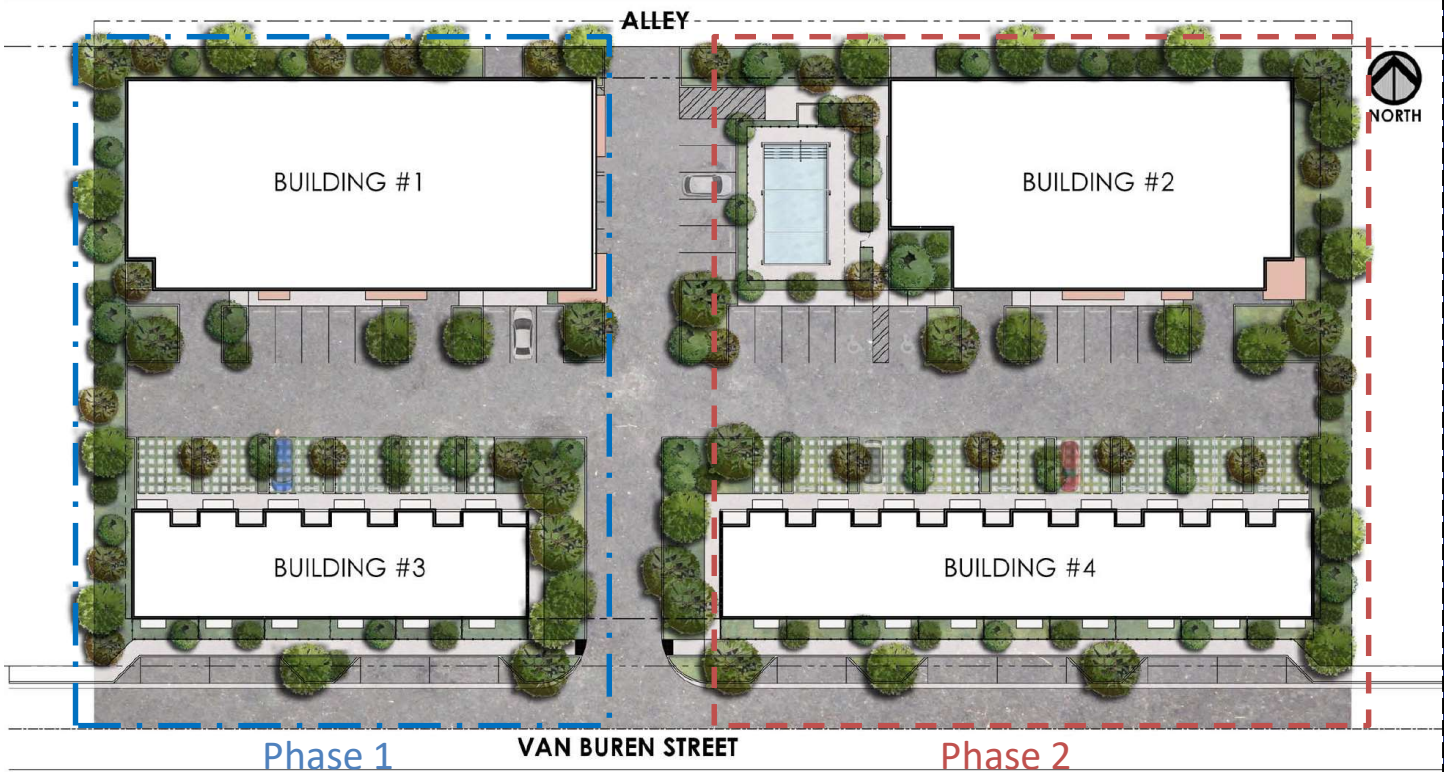 ALLEY
NORTH
BUILDING #1
BUILDING #2
BUILDING #3
BUILDING #4
VAN BUREN STREET
Phase 1
Phase 2